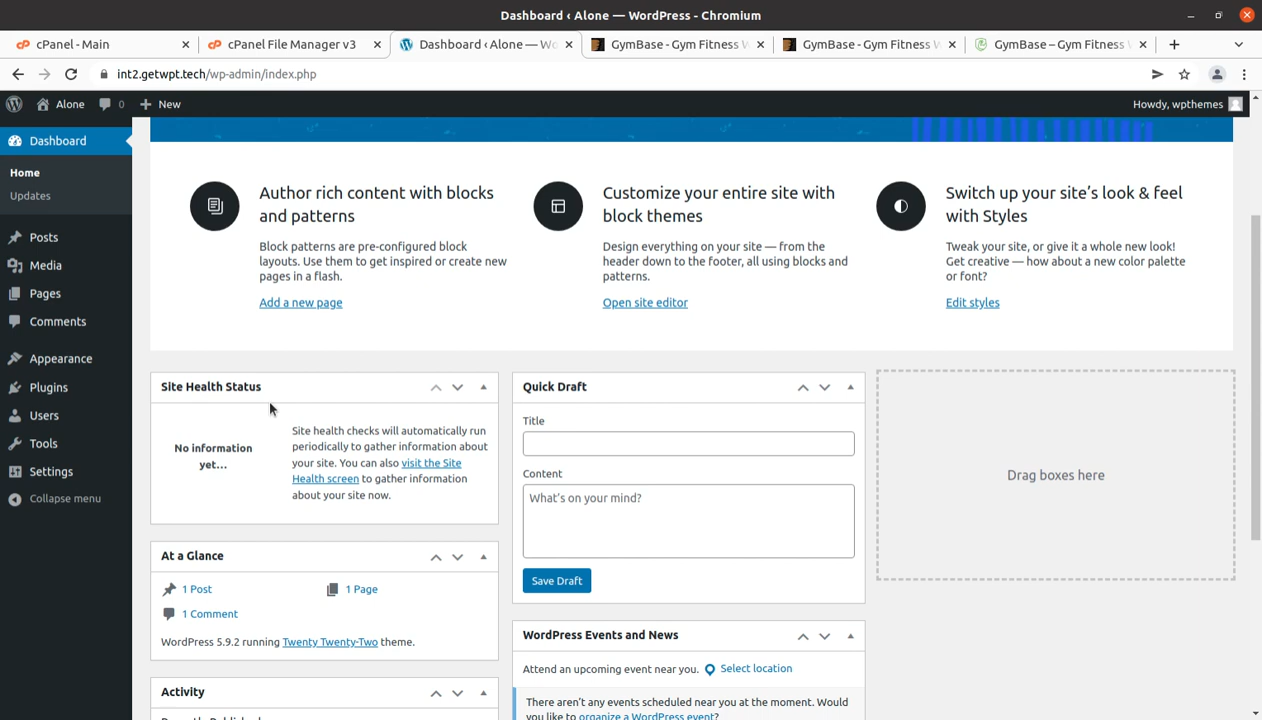 Dashboard ‹ Alone — WordPress - Chromium
cPanel - Main
cPanel File Manager v3
Dashboard ‹ Alone — Wo
GymBase - Gym Fitness W
GymBase - Gym Fitness W
GymBase – Gym Fitness W
int2.getwpt.tech/wp-admin/index.php
Alone
0
New
Howdy, wpthemes
Dashboard
Home
Updates
Posts
Media
Pages
Comments
Appearance
Plugins
Users
Tools
Settings
Collapse menu
Author rich content with blocks
and patterns
Block patterns are pre-configured block
layouts. Use them to get inspired or create new
pages in a flash.
Add a new page
Customize your entire site with
block themes
Design everything on your site — from the
header down to the footer, all using blocks and
patterns.
Open site editor
Switch up your site’s look & feel
with Styles
Tweak your site, or give it a whole new look!
Get creative — how about a new color palette
or font?
Edit styles
Site Health Status
No information
yet...
Site health checks will automatically run
periodically to gather information about
your site. You can also visit the Site
Health screen to gather information
about your site now.
At a Glance
1 Post
1 Page
1 Comment
WordPress 5.9.2 running Twenty Twenty-Two theme.
Activity
Quick Draft
Title
Content
What’s on your mind?
Save Draft
WordPress Events and News
Attend an upcoming event near you.
Select location
There aren’t any events scheduled near you at the moment. Would
you like to organize a WordPress event?
Drag boxes here